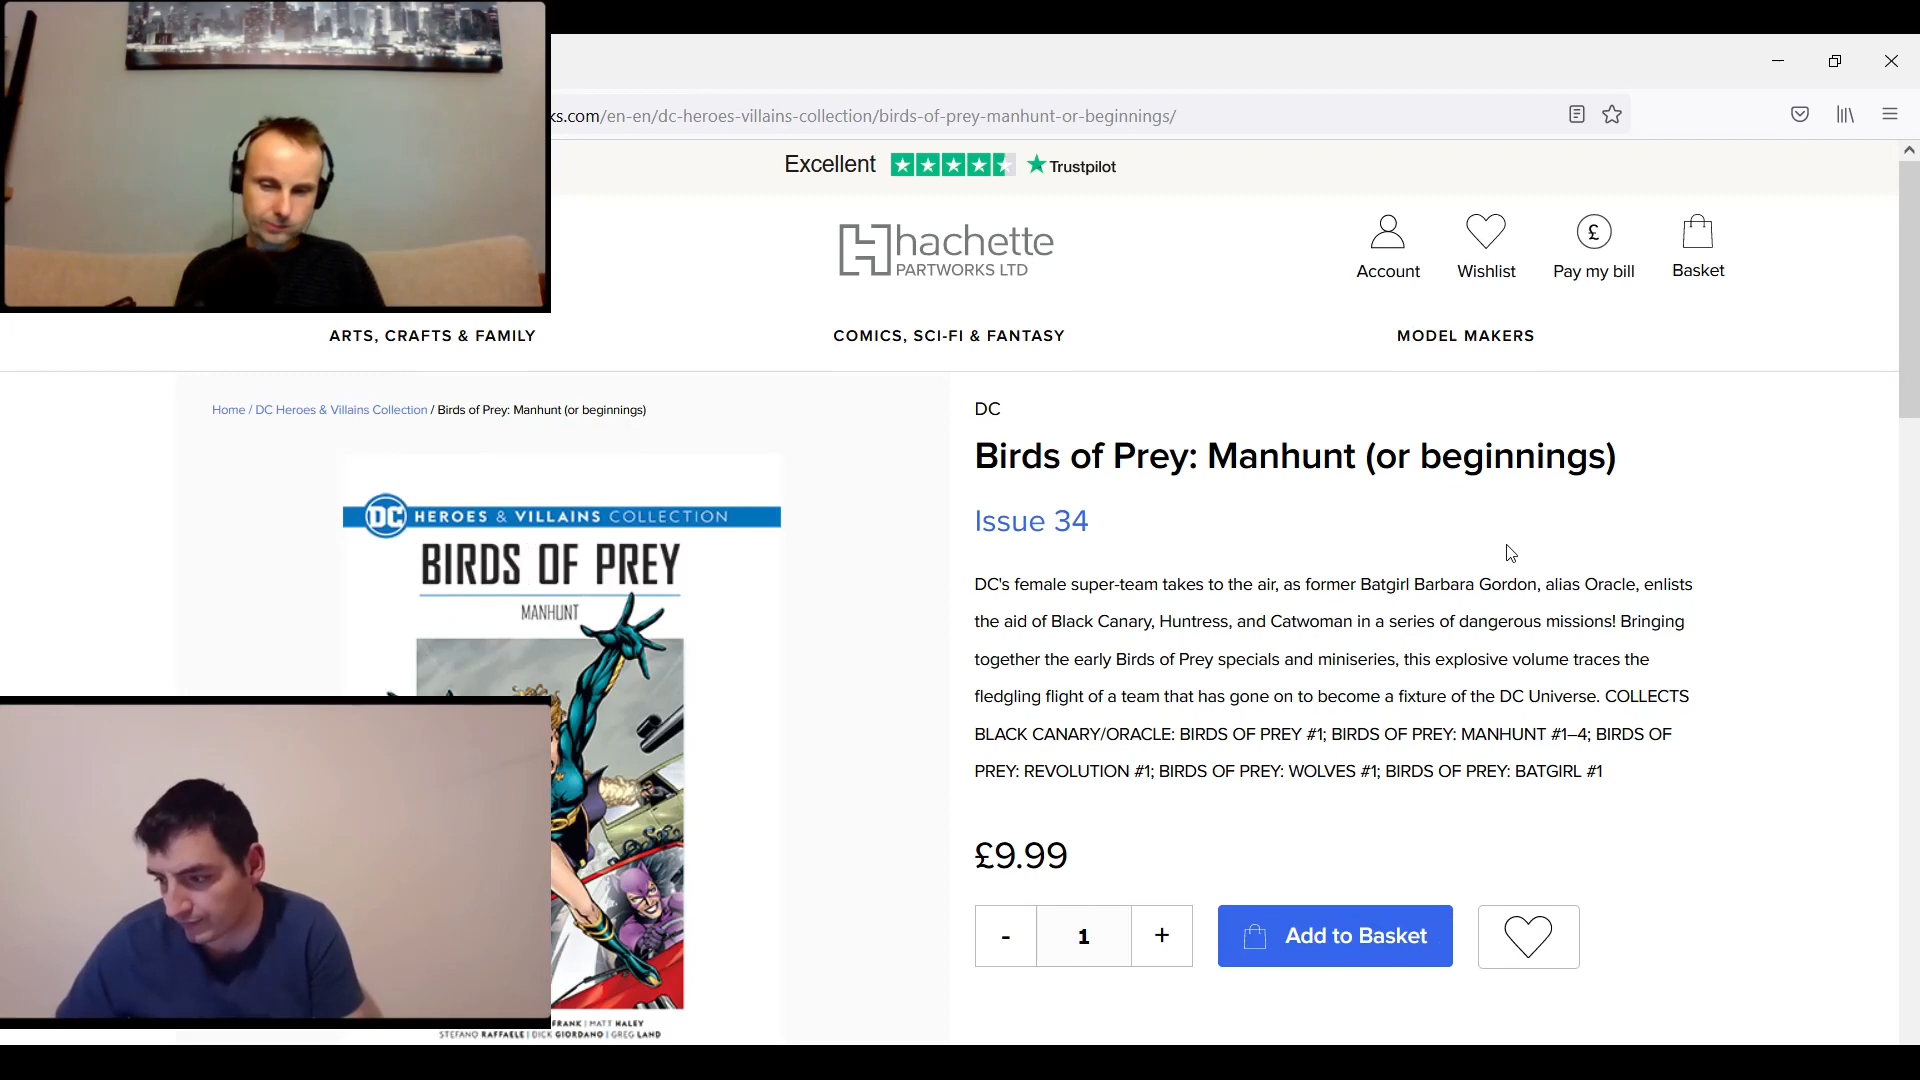 ks.com/en-en/dc-heroes-villains-collection/birds-of-prey-manhunt-or-beginnings/
Excellent
Trustpilot
hachette
PARTWORKS LTD
Account
Wishlist
£
Pay my bill
Basket
ARTS, CRAFTS & FAMILY
COMICS, SCI-FI & FANTASY
MODEL MAKERS
Home / DC Heroes & Villains Collection / Birds of Prey: Manhunt (or beginnings)
DC HEROES & VILLAINS COLLECTION
BIRDS OF PREY
MANHUNT
FRANK | MATT HALEY
STEFANO RAFFAELE | DICK GIORDANO | GREG LAND
DC
Birds of Prey: Manhunt (or beginnings)
Issue 34
DC's female super-team takes to the air, as former Batgirl Barbara Gordon, alias Oracle, enlists
the aid of Black Canary, Huntress, and Catwoman in a series of dangerous missions! Bringing
together the early Birds of Prey specials and miniseries, this explosive volume traces the
fledgling flight of a team that has gone on to become a fixture of the DC Universe. COLLECTS
BLACK CANARY/ORACLE: BIRDS OF PREY #1; BIRDS OF PREY: MANHUNT #1–4; BIRDS OF
PREY: REVOLUTION #1; BIRDS OF PREY: WOLVES #1; BIRDS OF PREY: BATGIRL #1
£9.99
- 1 +
Add to Basket